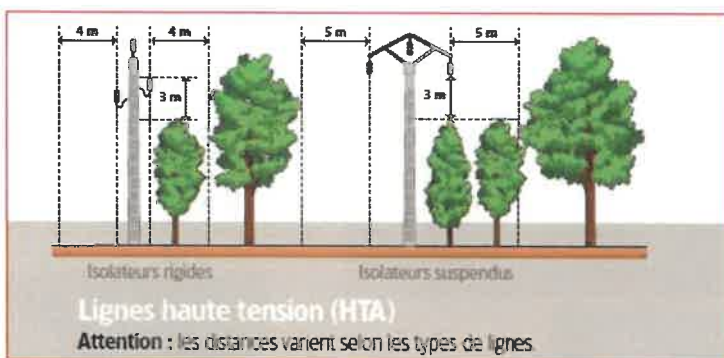 4 m 4 m 5 m 5 m
3 m 3 m
Isolateurs rigides Isolateurs suspendus
Lignes haute tension (HTA)
Attention : les distances varient selon les types de lignes.